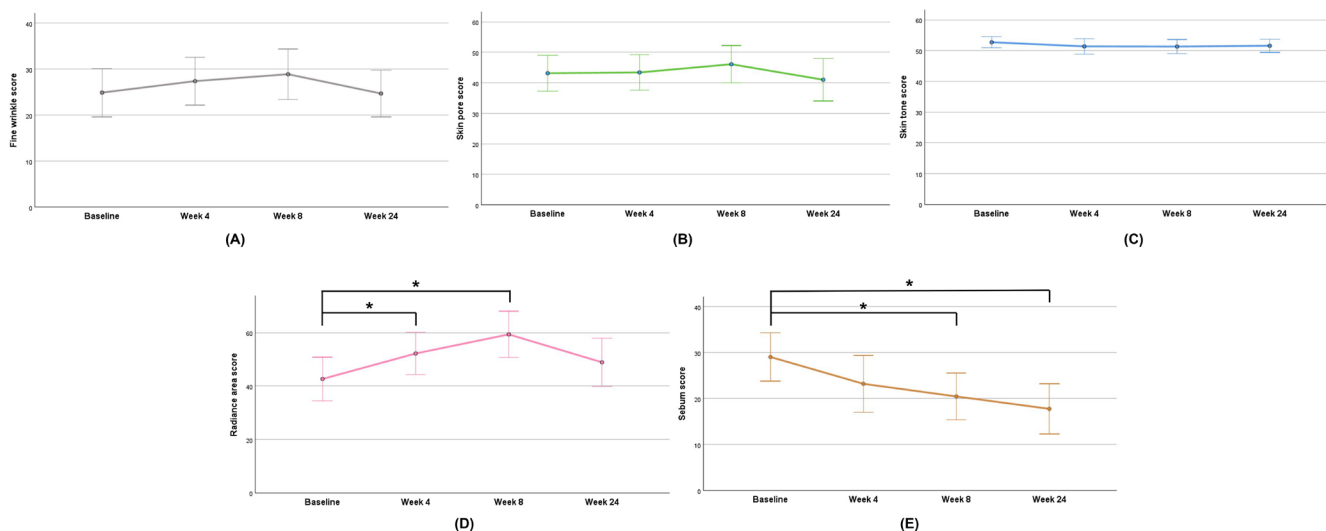 Fine wrinkle score
40
30
20
10
0
Baseline Week 4 Week 8 Week 24
(A)
Skin pore score
60
50
40
30
20
10
0
Baseline Week 4 Week 8 Week 24
(B)
Skin tone score
60
50
40
30
20
10
0
Baseline Week 4 Week 8 Week 24
(C)
Radiance area score
60
40
20
0
* *
Baseline Week 4 Week 8 Week 24
(D)
Sebum score
40
30
20
10
0
* *
Baseline Week 4 Week 8 Week 24
(E)